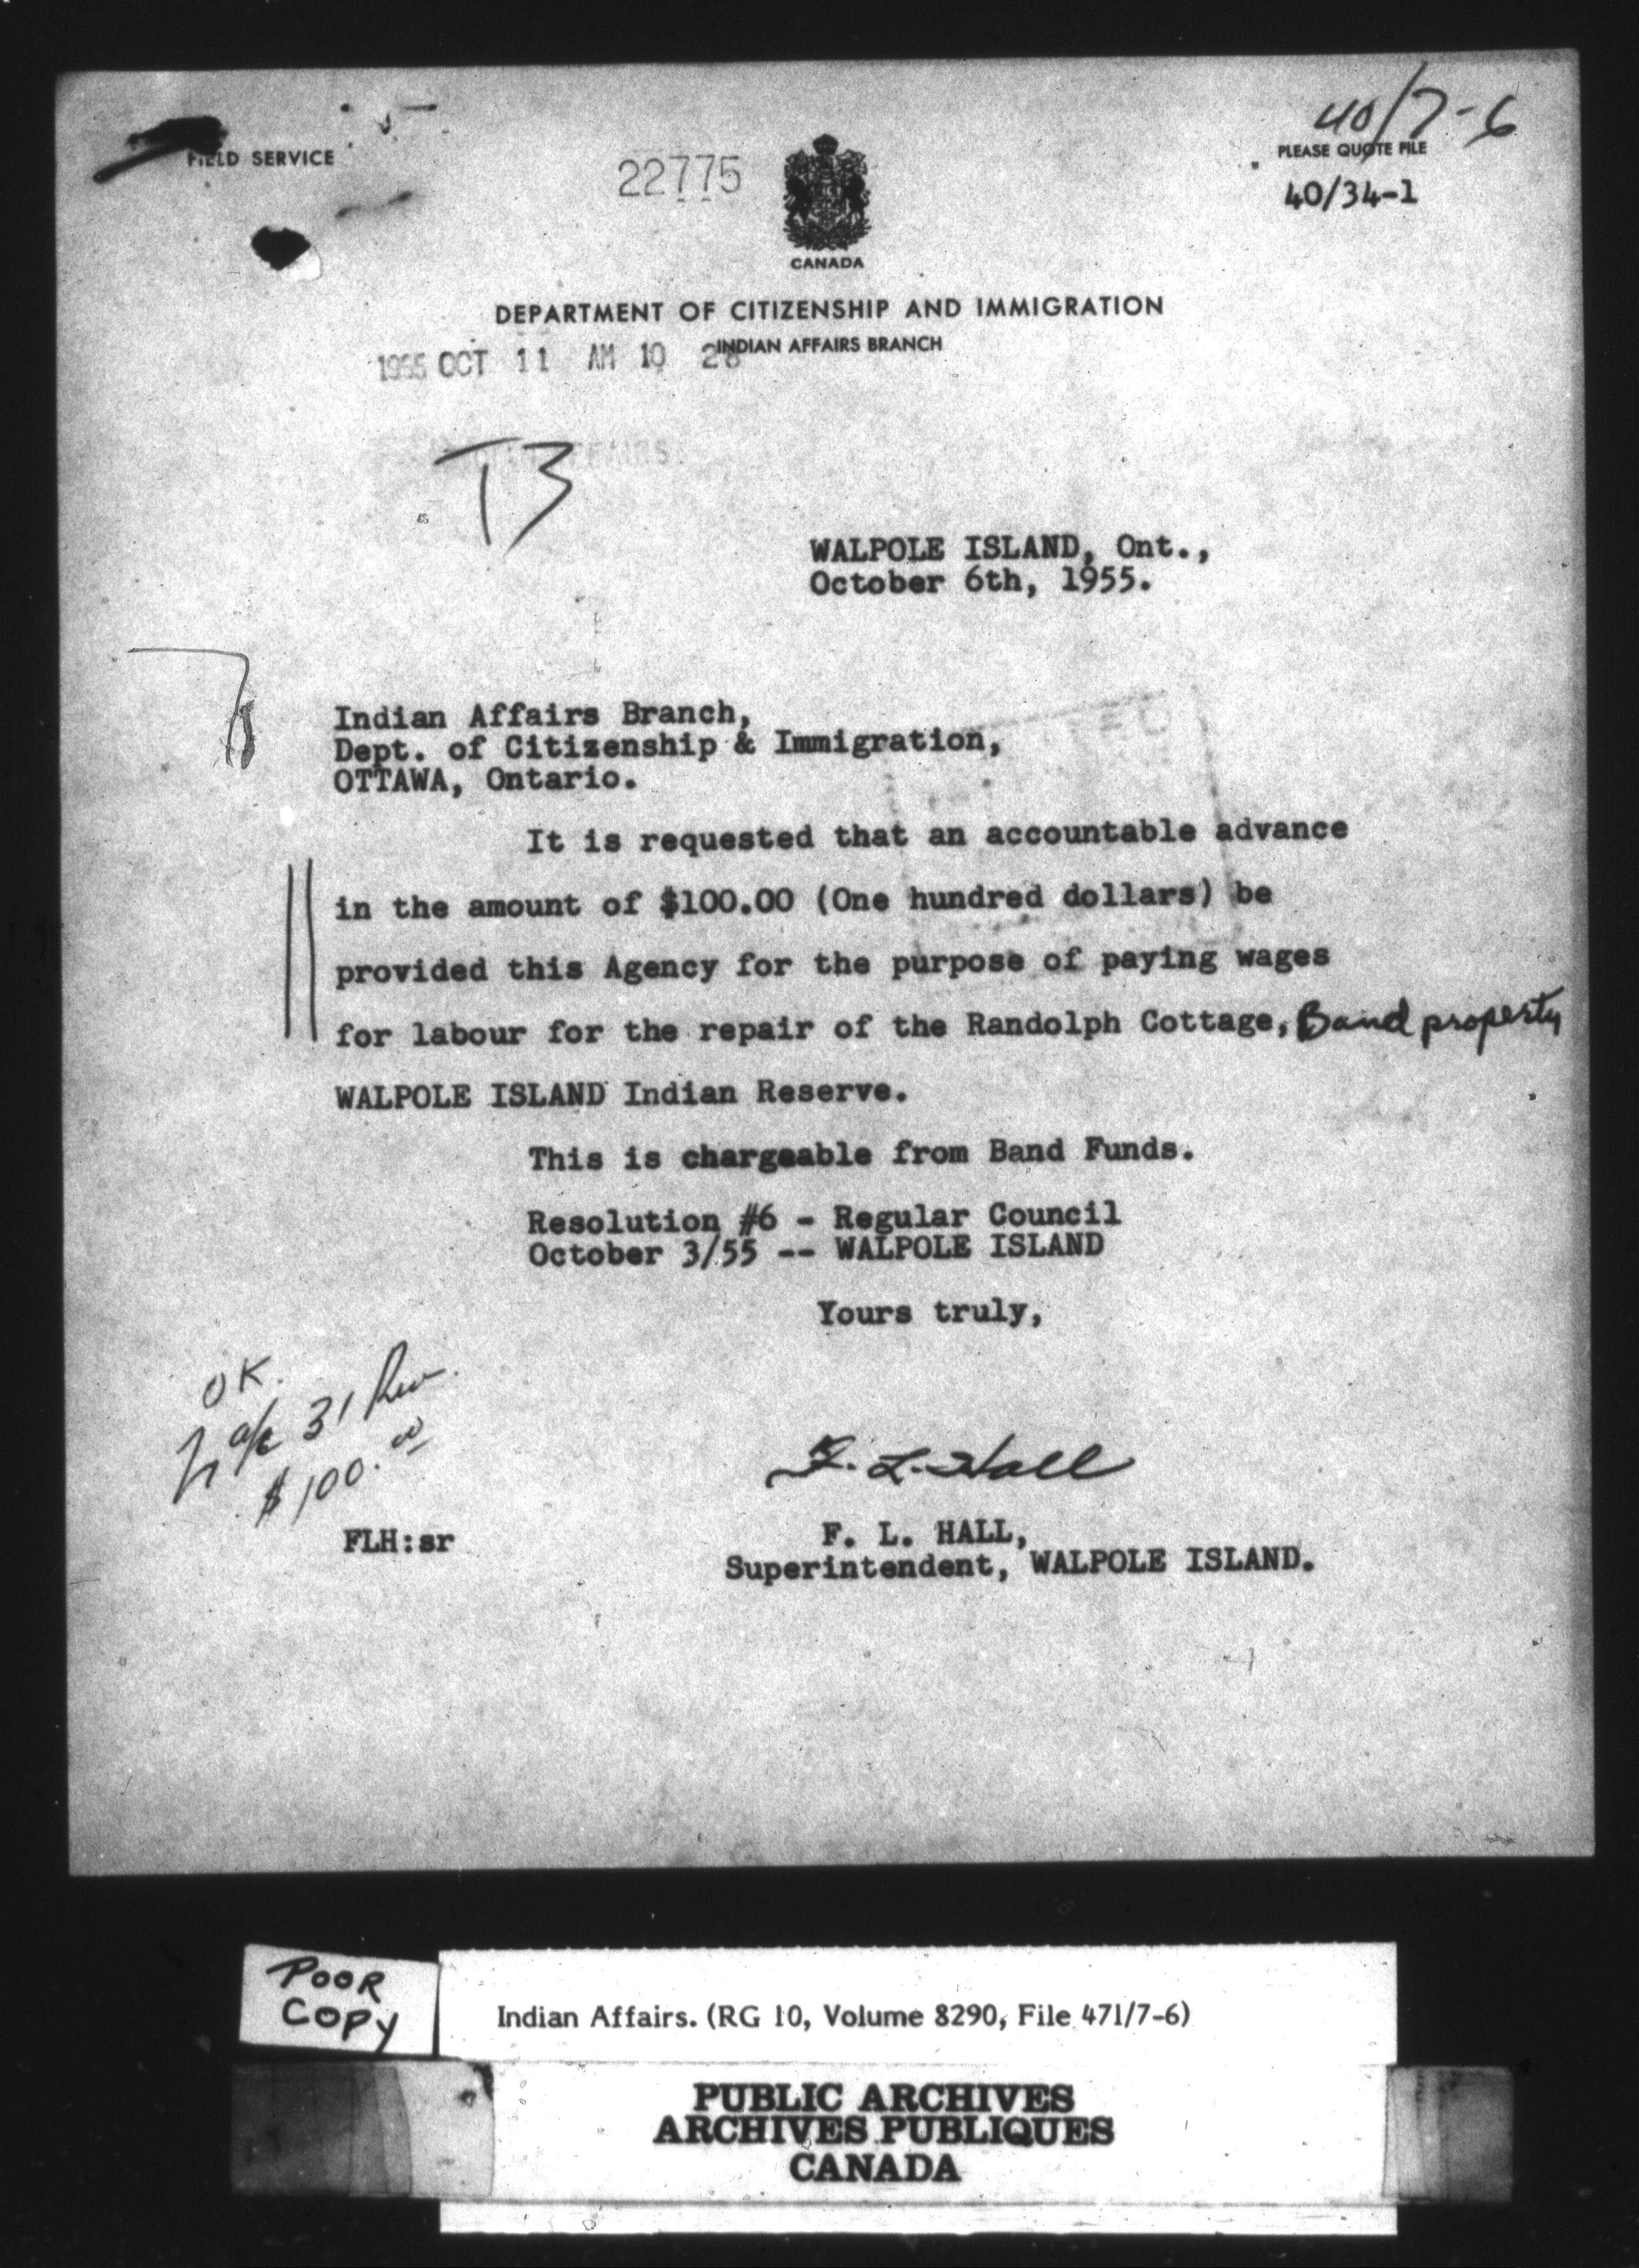 40/7-6
FIELD SERVICE
PLEASE QUOTE FILE
22775
40/34-1
CANADA
DEPARTMENT OF CITIZENSHIP AND IMMIGRATION
INDIAN AFFAIRS BRANCH
1955 OCT 11 AM 10 28
WALPOLE ISLAND, Ont.,
October 6th, 1955.
Indian Affairs Branch,
Dept. of Citizenship & Immigration,
OTTAWA, Ontario.
It is requested that an accountable advance
in the amount of $100.00 (One hundred dollars) be
provided this Agency for the purpose of paying wages
for labour for the repair of the Randolph Cottage, Band property
WALPOLE ISLAND Indian Reserve.
This is chargeable from Band Funds.
Resolution #6 - Regular Council
October 3/55 -- WALPOLE ISLAND
Yours truly,
OK.
a/c 31 Rev.
$100.00
F. L. Hall
FLH:sr
F. L. HALL,
Superintendent, WALPOLE ISLAND.
POOR
COPY
Indian Affairs. (RG 10, Volume 8290, File 471/7-6)
PUBLIC ARCHIVES
ARCHIVES PUBLIQUES
CANADA